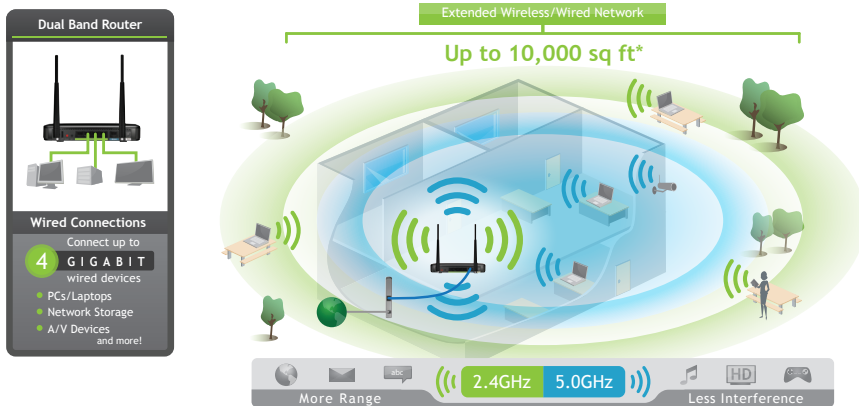 Dual Band Router
Wired Connections
Connect up to
4 GIGABIT
wired devices
PCs/Laptops
Network Storage
A/V Devices
and more!
Extended Wireless/Wired Network
Up to 10,000 sq ft*
abc
2.4GHz 5.0GHz
HD
More Range
Less Interference